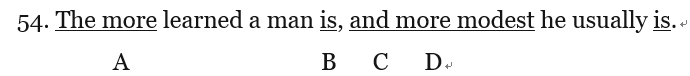 54. The more learned a man is, and more modest he usually is.
A B C D